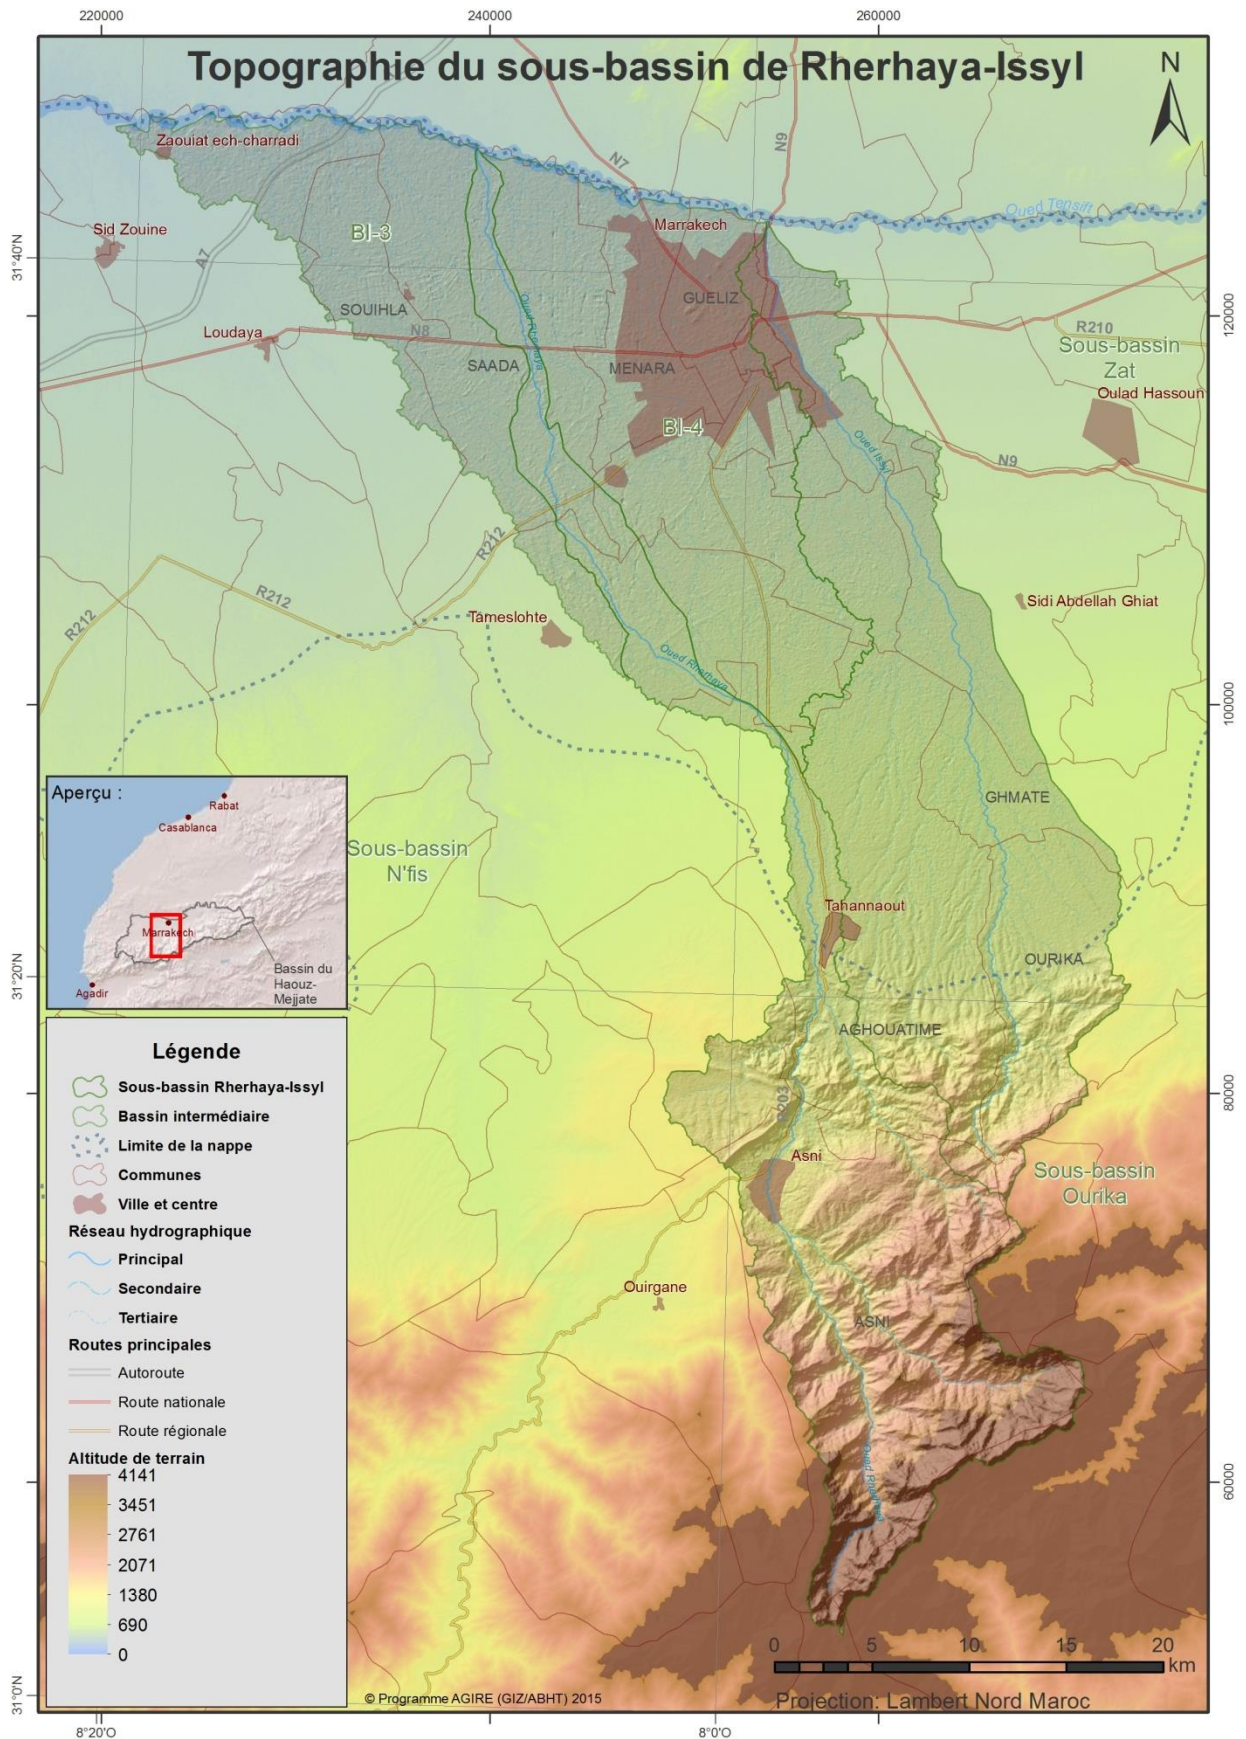 220000
240000
260000
Topographie du sous-bassin de Rherhaya-Issyl
N
Zaouiat ech-charradi
N7
N9
Oued Tensift
Sid Zouine
Marrakech
BI-3
31°40'N
A7
SOUIHLA
GUELIZ
Oued Rherhaya
120000
Loudaya
N8
R210
Sous-bassin
Zat
SAADA
MENARA
Oulad Hassoun
BI-4
Oued Issyl
N9
R212
R212
R212
Sidi Abdellah Ghiat
Tameslohte
Oued Rherhaya
100000
Aperçu :
Rabat
Casablanca
Marrakech
Agadir
Bassin du
Haouz-
Mejjate
GHMATE
Sous-bassin
N'fis
Tahannaout
OURIKA
31°20'N
AGHOUATIME
80000
R203
Asni
Sous-bassin
Ourika
Ouirgane
ASNI
Oued Rherhaya
60000
Légende
Sous-bassin Rherhaya-Issyl
Bassin intermédiaire
Limite de la nappe
Communes
Ville et centre
Réseau hydrographique
Principal
Secondaire
Tertiaire
Routes principales
Autoroute
Route nationale
Route régionale
Altitude de terrain
4141
3451
2761
2071
1380
690
0
31°0'N
0 5 10 15 20
km
© Programme AGIRE (GIZ/ABHT) 2015
Projection: Lambert Nord Maroc
8°20'O
8°0'O